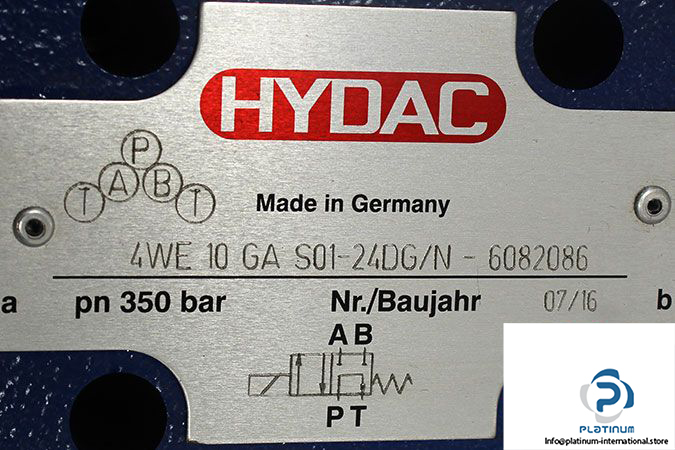 HYDAC
P
T A B T
Made in Germany
4WE 10 GA S01-24DG/N - 6082086
a pn 350 bar Nr./Baujahr 07/16 b
A B
P T
PLATINUM
Info@platinum-international.store